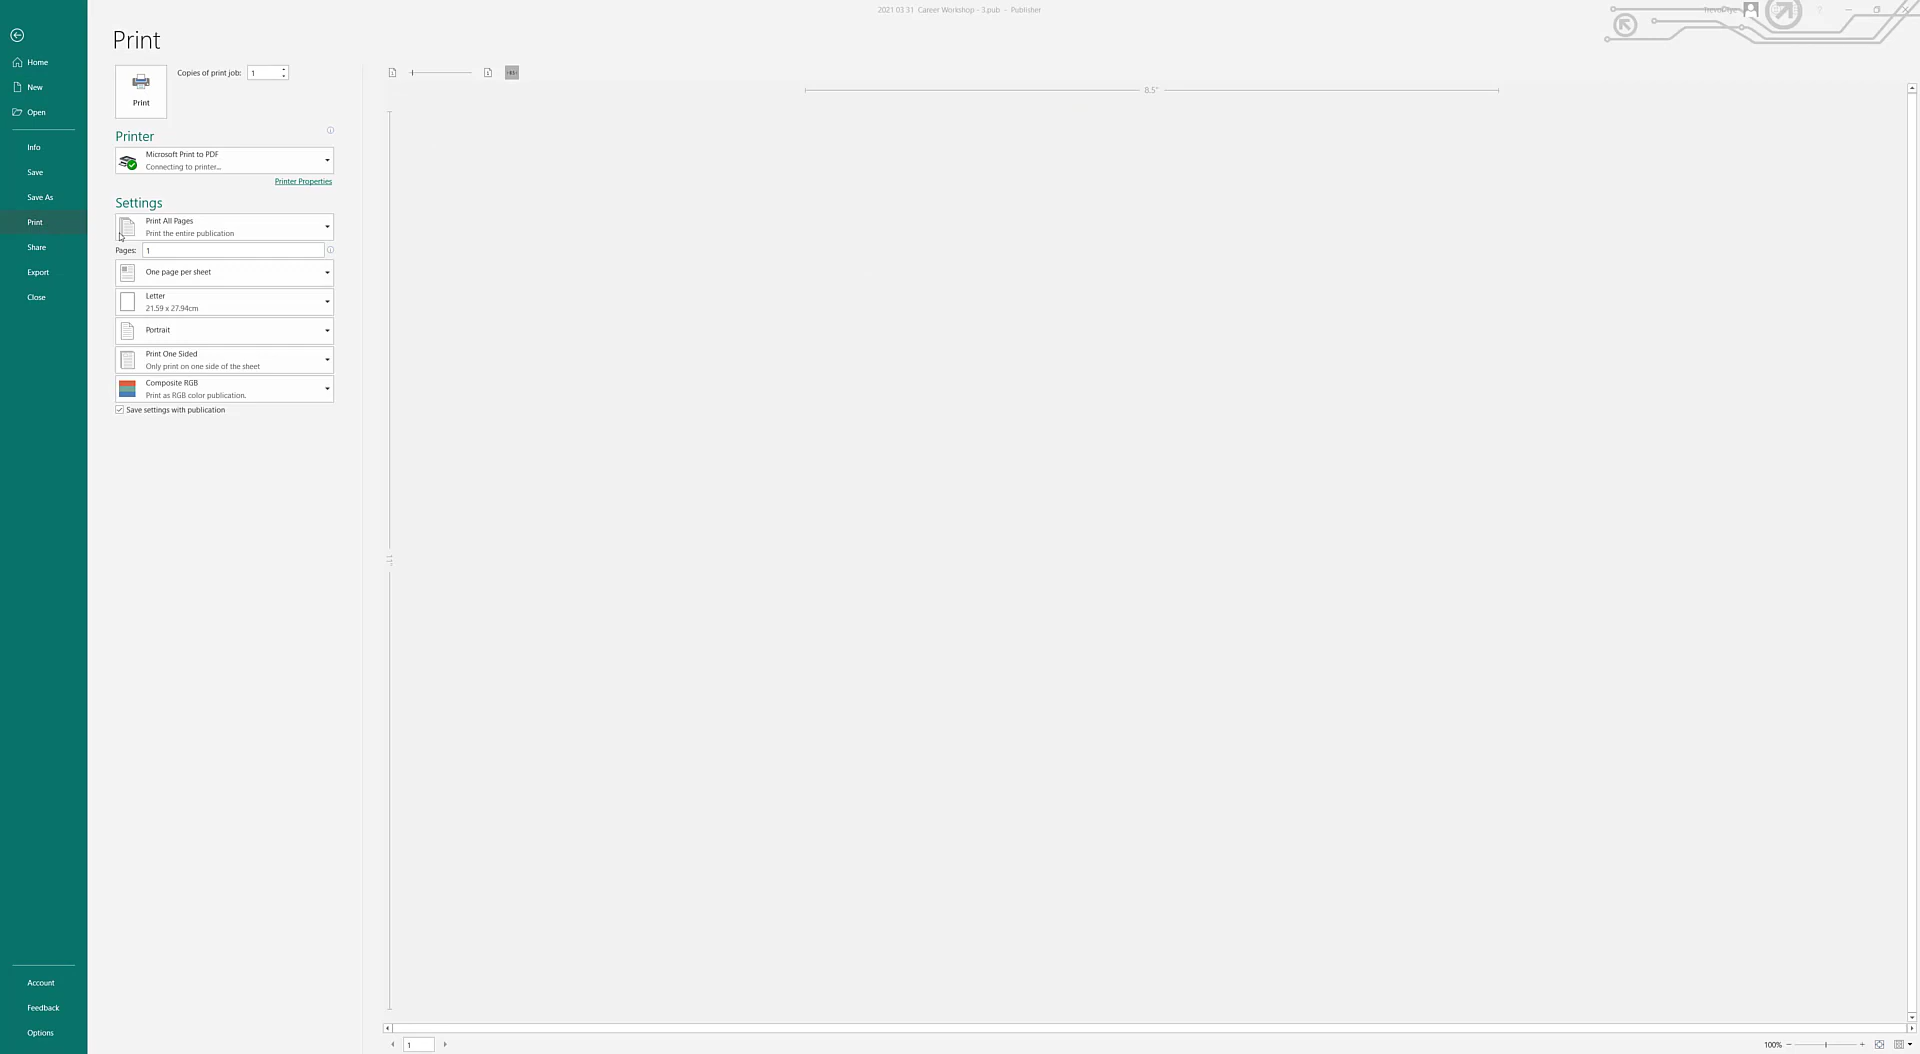 2021 03 31 Career Workshop - 3.pub - Publisher
Print
Home
New
Open
Info
Save
Save As
Print
Share
Export
Close
Account
Feedback
Options
Copies of print job: 1
Print
Printer
Microsoft Print to PDF
Connecting to printer...
Printer Properties
Settings
Print All Pages
Print the entire publication
Pages: 1
One page per sheet
Letter
21.59 x 27.94cm
Portrait
Print One Sided
Only print on one side of the sheet
Composite RGB
Print as RGB color publication.
Save settings with publication
8.5"
11"
1
100%